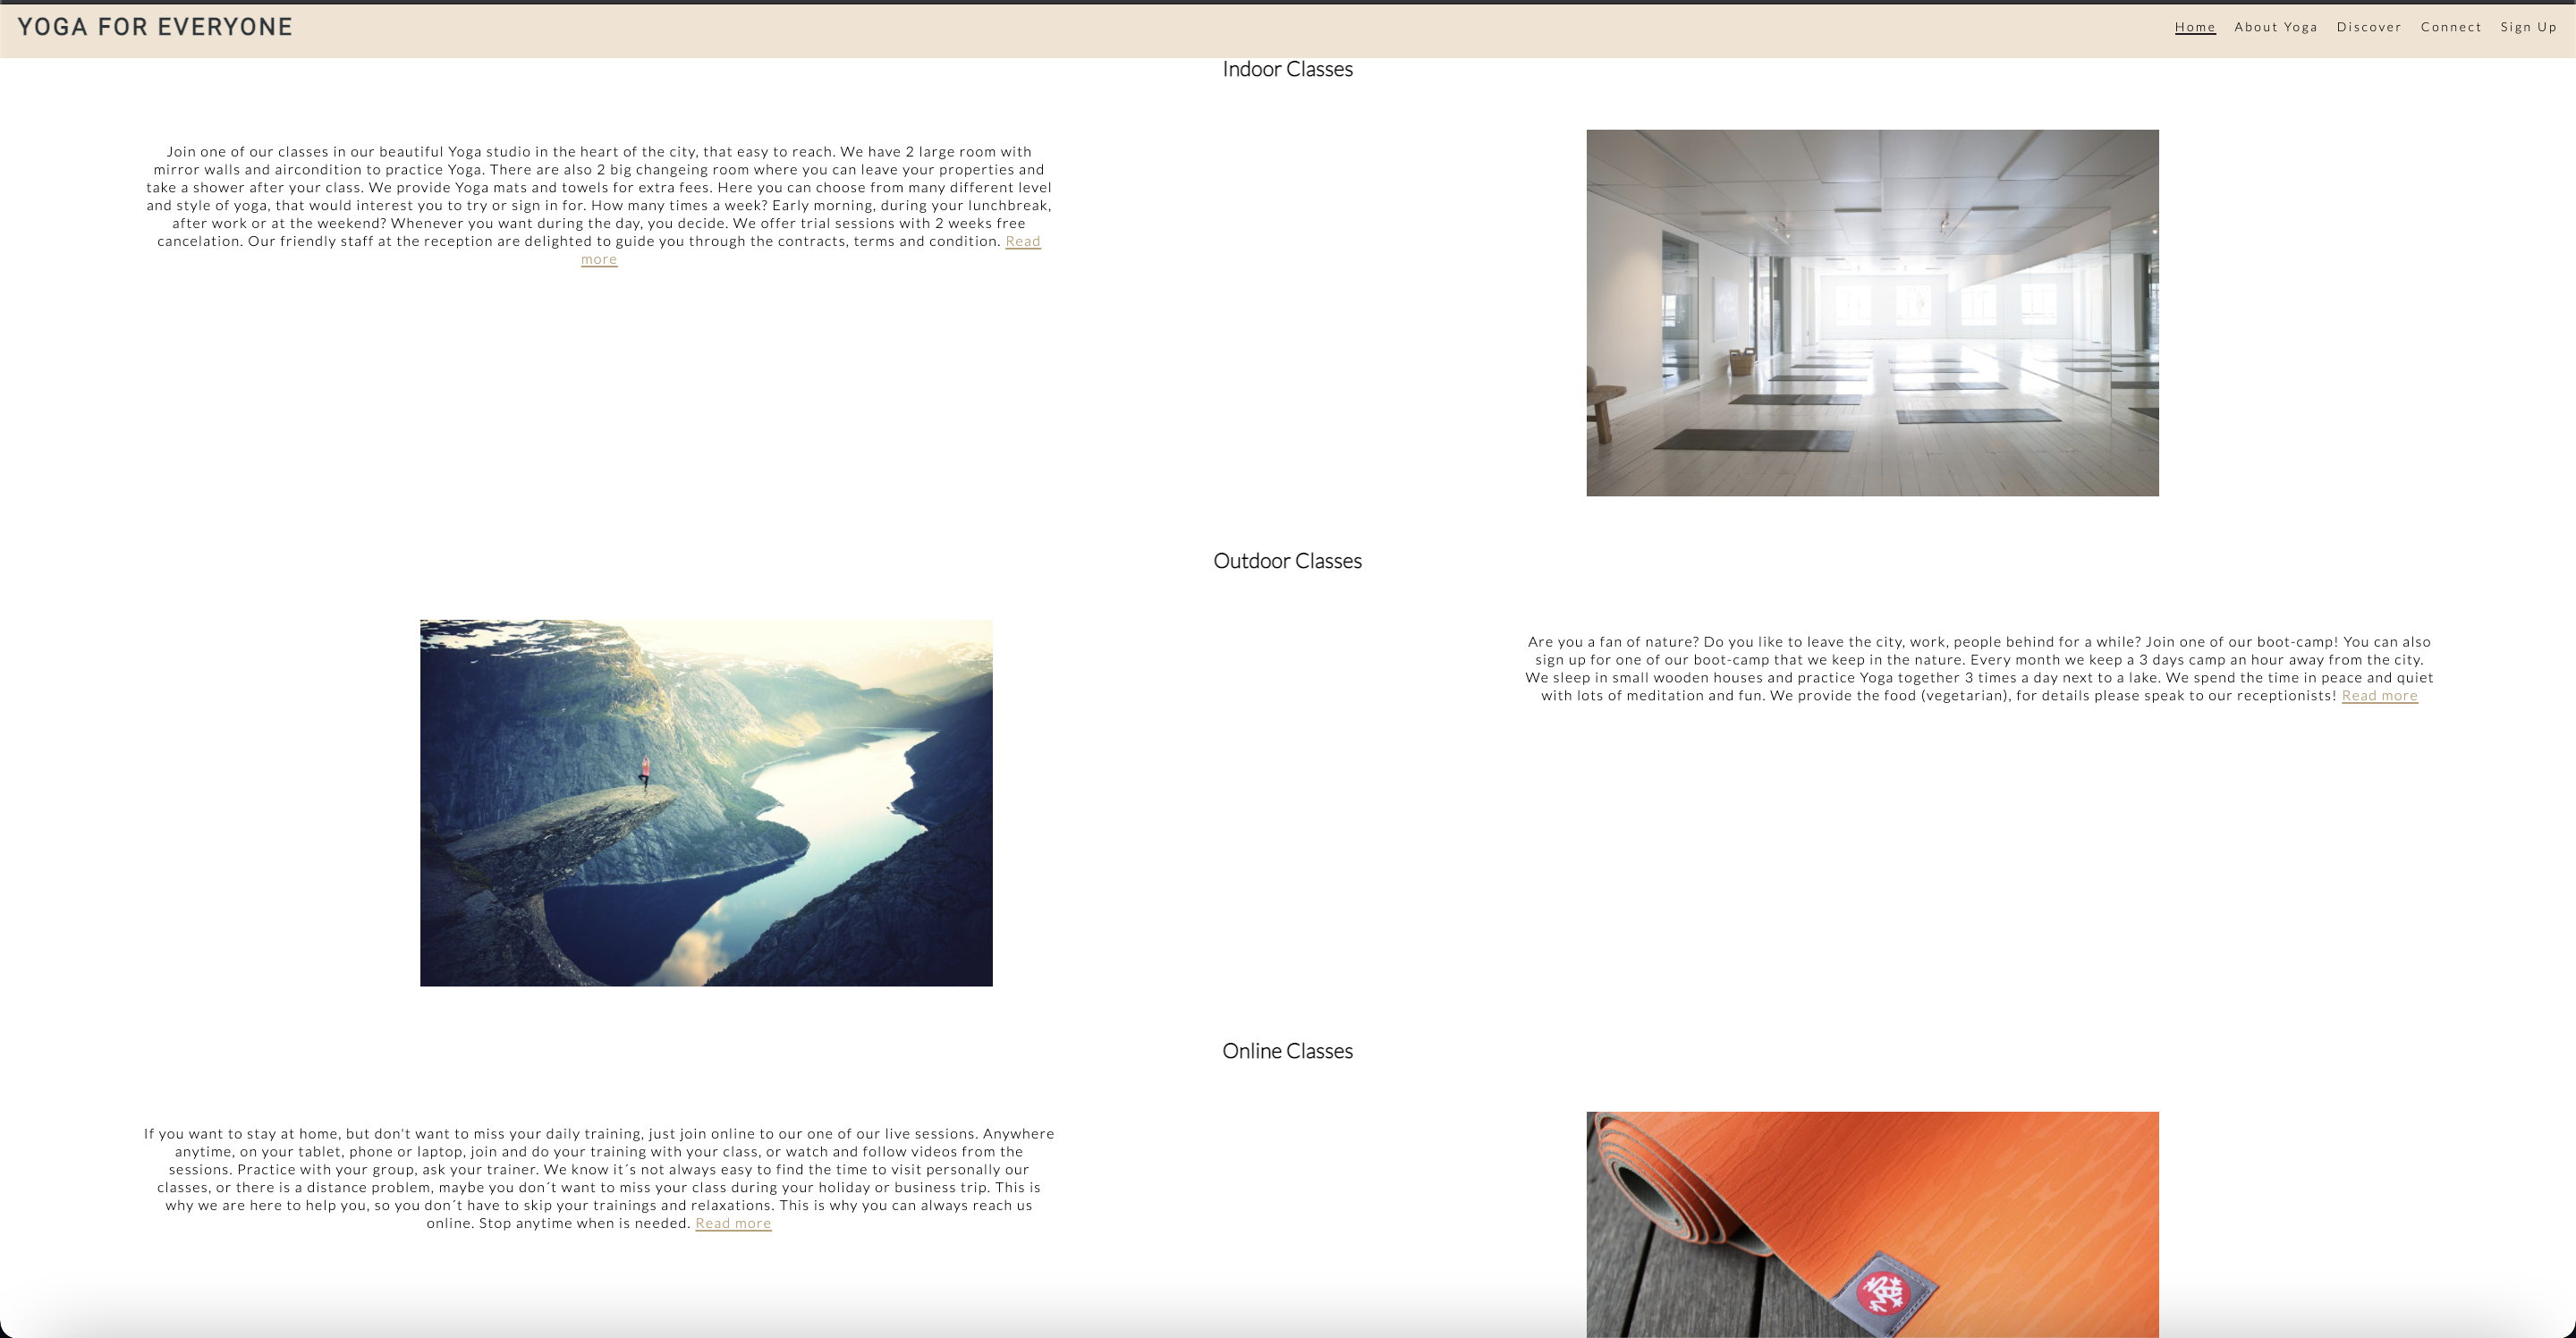 YOGA FOR EVERYONE
Home About Yoga Discover Connect Sign Up
Indoor Classes
Join one of our classes in our beautiful Yoga studio in the heart of the city, that easy to reach. We have 2 large room with
mirror walls and aircondition to practice Yoga. There are also 2 big changeing room where you can leave your properties and
take a shower after your class. We provide Yoga mats and towels for extra fees. Here you can choose from many different level
and style of yoga, that would interest you to try or sign in for. How many times a week? Early morning, during your lunchbreak,
after work or at the weekend? Whenever you want during the day, you decide. We offer trial sessions with 2 weeks free
cancelation. Our friendly staff at the reception are delighted to guide you through the contracts, terms and condition. Read
more
Outdoor Classes
Are you a fan of nature? Do you like to leave the city, work, people behind for a while? Join one of our boot-camp! You can also
sign up for one of our boot-camp that we keep in the nature. Every month we keep a 3 days camp an hour away from the city.
We sleep in small wooden houses and practice Yoga together 3 times a day next to a lake. We spend the time in peace and quiet
with lots of meditation and fun. We provide the food (vegetarian), for details please speak to our receptionists! Read more
Online Classes
If you want to stay at home, but don't want to miss your daily training, just join online to our one of our live sessions. Anywhere
anytime, on your tablet, phone or laptop, join and do your training with your class, or watch and follow videos from the
sessions. Practice with your group, ask your trainer. We know it´s not always easy to find the time to visit personally our
classes, or there is a distance problem, maybe you don´t want to miss your class during your holiday or business trip. This is
why we are here to help you, so you don´t have to skip your trainings and relaxations. This is why you can always reach us
online. Stop anytime when is needed. Read more